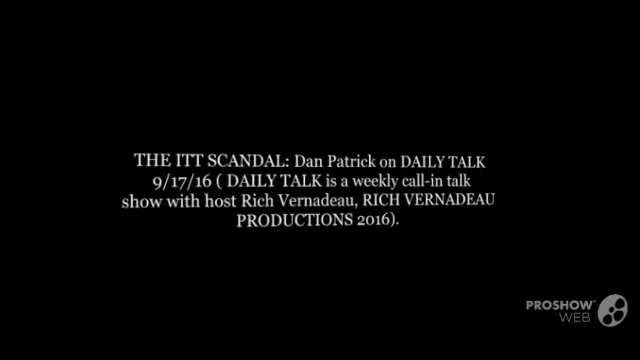 THE ITT SCANDAL: Dan Patrick on DAILY TALK
9/17/16 ( DAILY TALK is a weekly call-in talk
show with host Rich Vernadeau, RICH VERNADEAU
PRODUCTIONS 2016).
PROSHOW
WEB